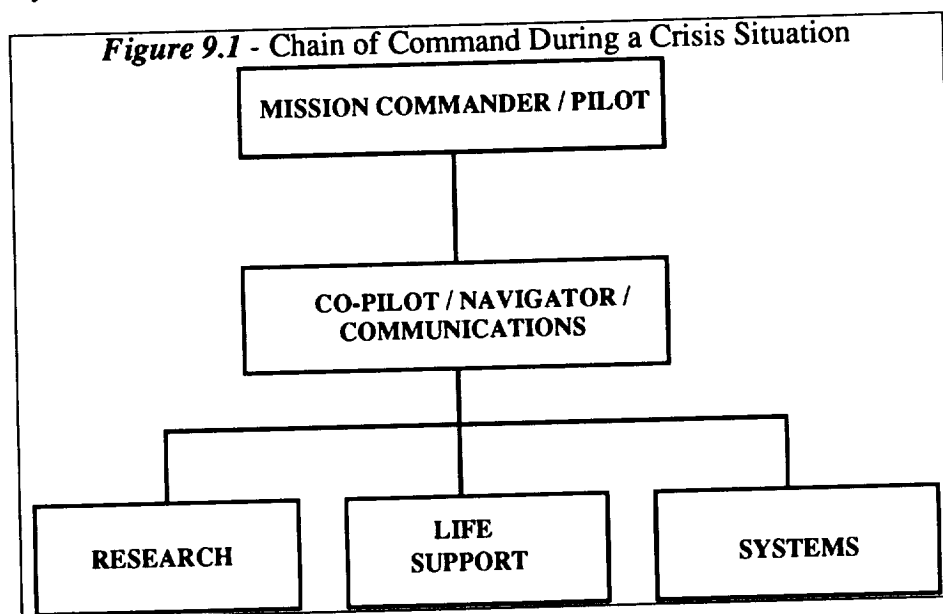 Figure 9.1 - Chain of Command During a Crisis Situation
MISSION COMMANDER / PILOT
CO-PILOT / NAVIGATOR /
COMMUNICATIONS
RESEARCH
LIFE
SUPPORT
SYSTEMS